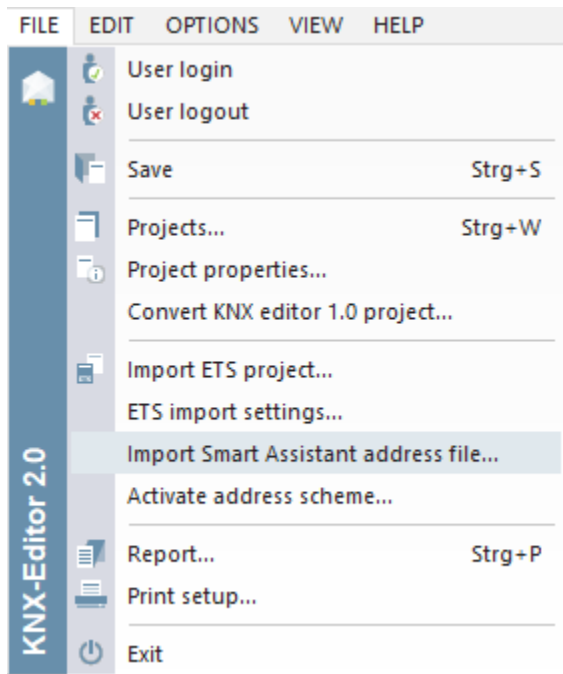 FILE EDIT OPTIONS VIEW HELP
User login
User logout
Save Strg+S
Projects... Strg+W
Project properties...
Convert KNX editor 1.0 project...
Import ETS project...
ETS import settings...
Import Smart Assistant address file...
Activate address scheme...
Report... Strg+P
Print setup...
Exit
KNX-Editor 2.0